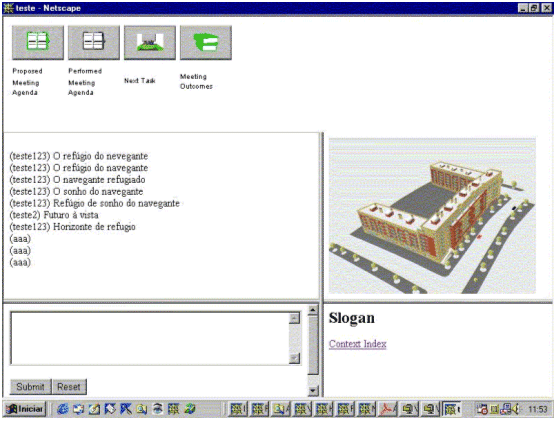 teste - Netscape
Proposed Meeting Agenda
Performed Meeting Agenda
Next Task
Meeting Outcomes
(teste123) O refúgio do nevegante
(teste123) O refúgio do navegante
(teste123) O navegante refugiado
(teste123) O sonho do navegante
(teste123) Refúgio de sonho do navegante
(teste2) Futuro á vista
(teste123) Horizonte de refugio
(aaa)
(aaa)
(aaa)
Slogan
Context Index
Submit Reset
Iniciar
11:53